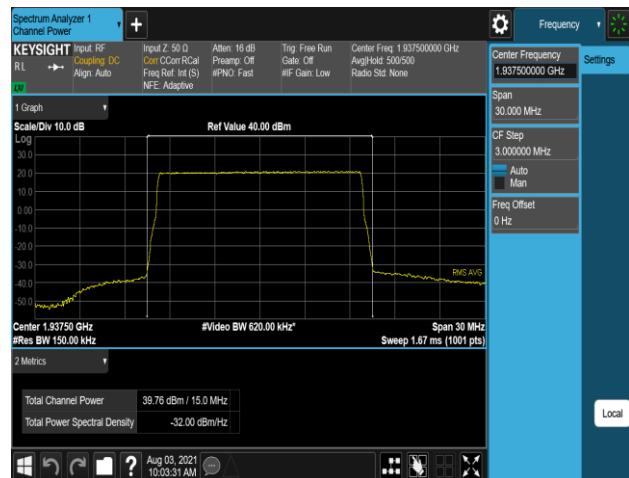 Spectrum Analyzer 1
Channel Power
Frequency
KEYSIGHT
RL
Input: RF
Coupling: DC
Align: Auto
Input Z: 50 Ω
Corr CCorr RCal
Freq Ref: Int (S)
NFE: Adaptive
Atten: 16 dB
Preamp: Off
#PNO: Fast
Trig: Free Run
Gate: Off
#IF Gain: Low
Center Freq: 1.937500000 GHz
Avg|Hold: 500/500
Radio Std: None
Center Frequency
1.937500000 GHz
Settings
Span
30.000 MHz
CF Step
3.000000 MHz
Auto
Man
Freq Offset
0 Hz
Local
1 Graph
Scale/Div 10.0 dB
Ref Value 40.00 dBm
Log
30.0
20.0
10.0
0.00
-10.0
-20.0
-30.0
-40.0
-50.0
RMS AVG
Center 1.93750 GHz
#Video BW 620.00 kHz*
Span 30 MHz
#Res BW 150.00 kHz
Sweep 1.67 ms (1001 pts)
2 Metrics
Total Channel Power
39.76 dBm / 15.0 MHz
Total Power Spectral Density
-32.00 dBm/Hz
?
Aug 03, 2021
10:03:31 AM